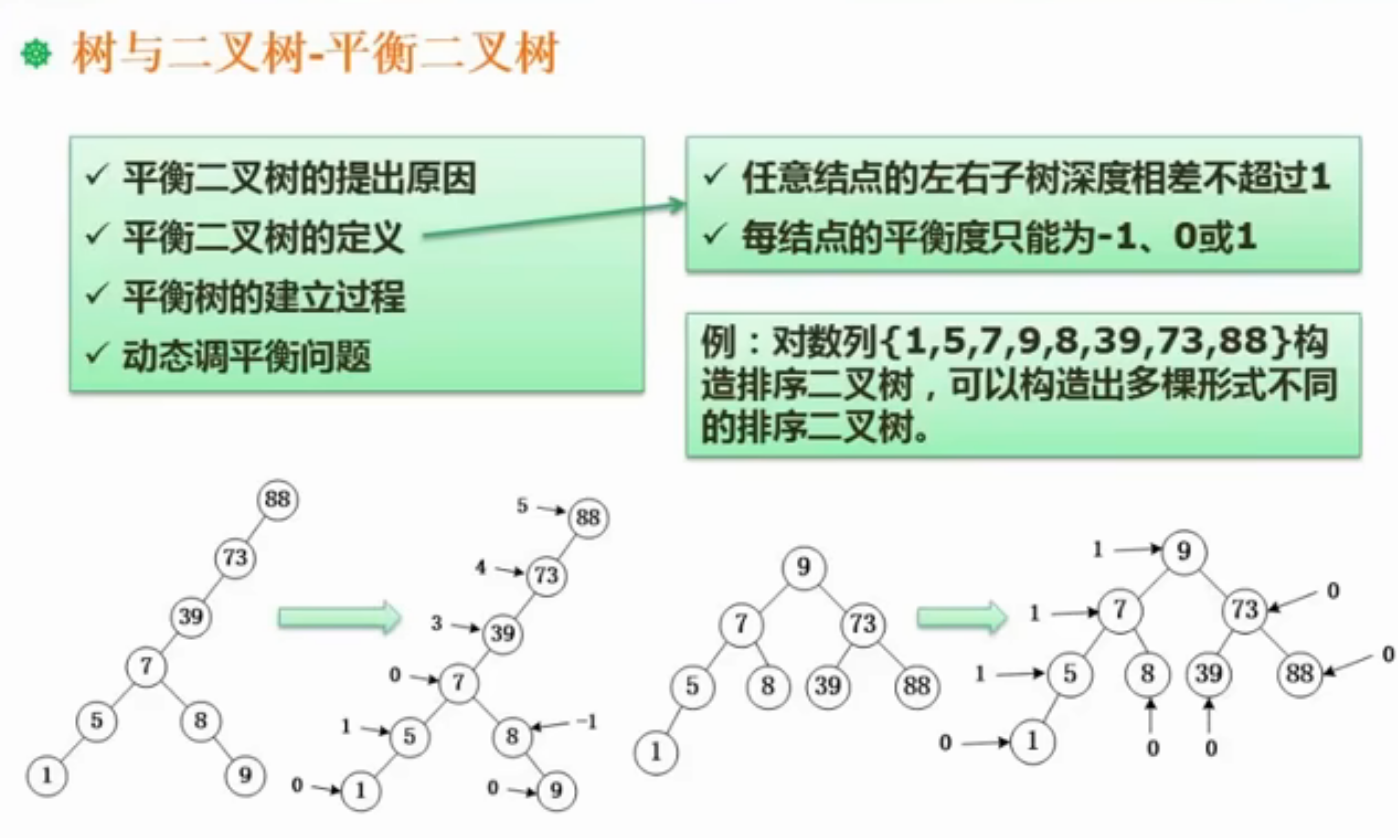 树与二叉树-平衡二叉树
✓ 平衡二叉树的提出原因
✓ 平衡二叉树的定义
✓ 平衡树的建立过程
✓ 动态调平衡问题
✓ 任意结点的左右子树深度相差不超过1
✓ 每结点的平衡度只能为-1、0或1
例：对数列{1,5,7,9,8,39,73,88}构
造排序二叉树，可以构造出多棵形式不同
的排序二叉树。
88
73
39
7
5 8
1 9
5 88
4 73
3 39
0 7
1 5 8 -1
0 1 0 9
9
7 73
5 8 39 88
1
1 9
1 7 73 0
1 5 8 39 88 0
0 1 0 0